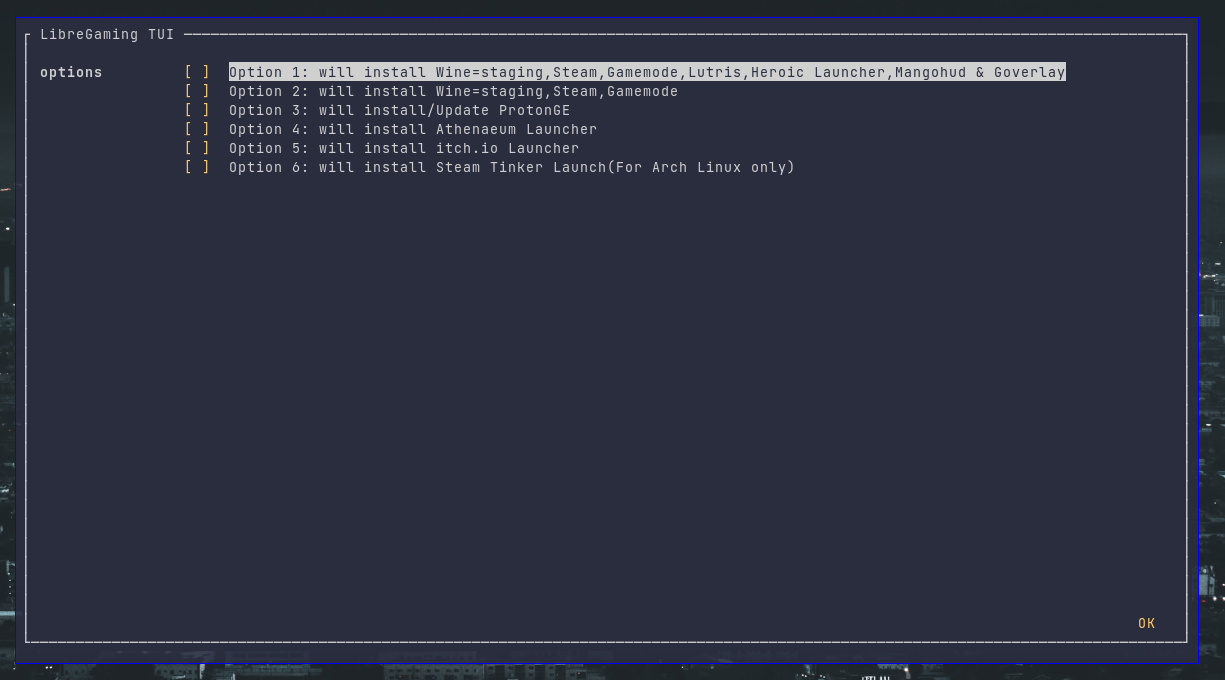 LibreGaming TUI
options [ ] Option 1: will install Wine=staging,Steam,Gamemode,Lutris,Heroic Launcher,Mangohud & Goverlay
[ ] Option 2: will install Wine=staging,Steam,Gamemode
[ ] Option 3: will install/Update ProtonGE
[ ] Option 4: will install Athenaeum Launcher
[ ] Option 5: will install itch.io Launcher
[ ] Option 6: will install Steam Tinker Launch(For Arch Linux only)
OK